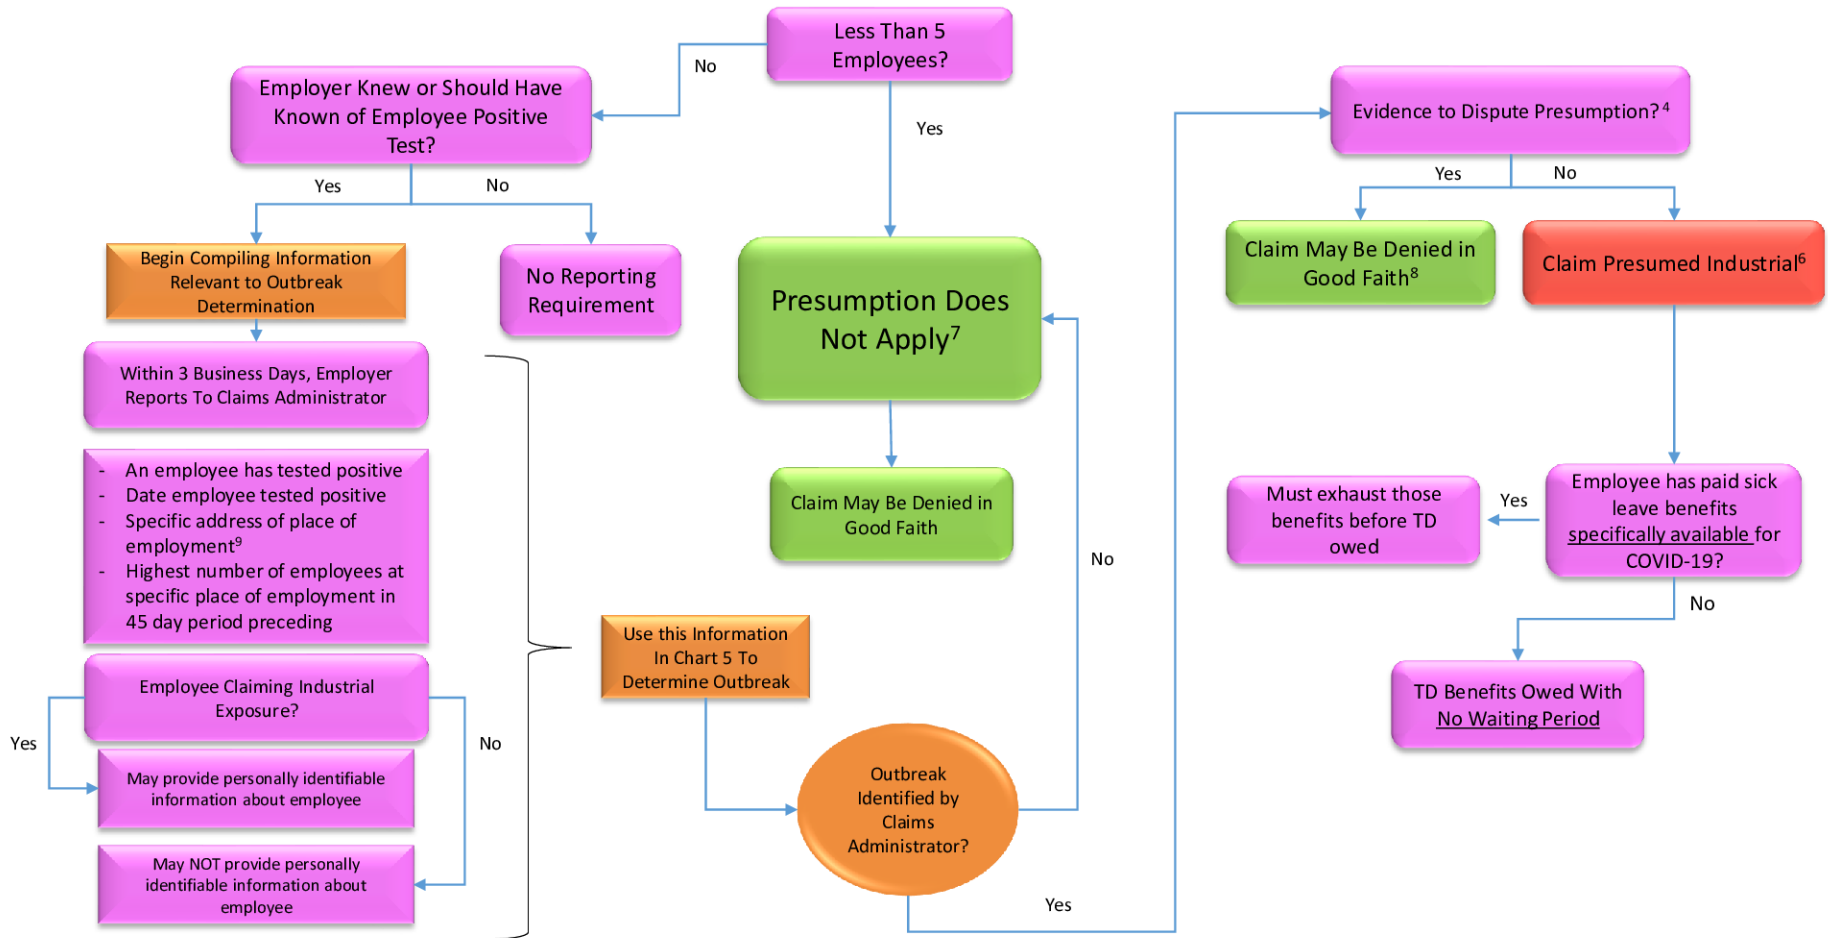 Less Than 5
Employees?
No
Yes
Employer Knew or Should Have
Known of Employee Positive
Test?
Yes
No
Begin Compiling Information
Relevant to Outbreak
Determination
No Reporting
Requirement
Within 3 Business Days, Employer
Reports To Claims Administrator
- An employee has tested positive
- Date employee tested positive
- Specific address of place of
employment9
- Highest number of employees at
specific place of employment in
45 day period preceding
Employee Claiming Industrial
Exposure?
Yes
No
May provide personally identifiable
information about employee
May NOT provide personally
identifiable information about
employee
Presumption Does
Not Apply7
Claim May Be Denied in
Good Faith
Use this Information
In Chart 5 To
Determine Outbreak
Outbreak
Identified by
Claims
Administrator?
No
Yes
Evidence to Dispute Presumption?4
Yes
No
Claim May Be Denied in
Good Faith8
Claim Presumed Industrial6
Employee has paid sick
leave benefits
specifically available for
COVID-19?
Yes
Must exhaust those
benefits before TD
owed
No
TD Benefits Owed With
No Waiting Period